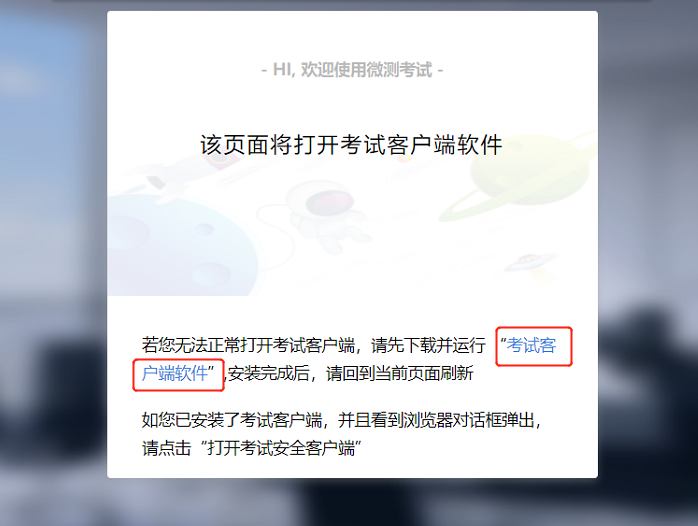 - HI, 欢迎使用微测考试 -
该页面将打开考试客户端软件
若您无法正常打开考试客户端，请先下载并运行 “考试客
户端软件” ,安装完成后，请回到当前页面刷新
如您已安装了考试客户端，并且看到浏览器对话框弹出，
请点击“打开考试安全客户端”